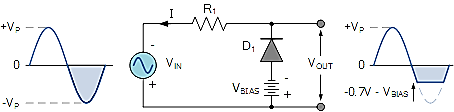 +VP
0
-VP
I
R1
-
VIN
+
D1
VBIAS
-
+
VOUT
+VP
0
-0.7V - VBIAS